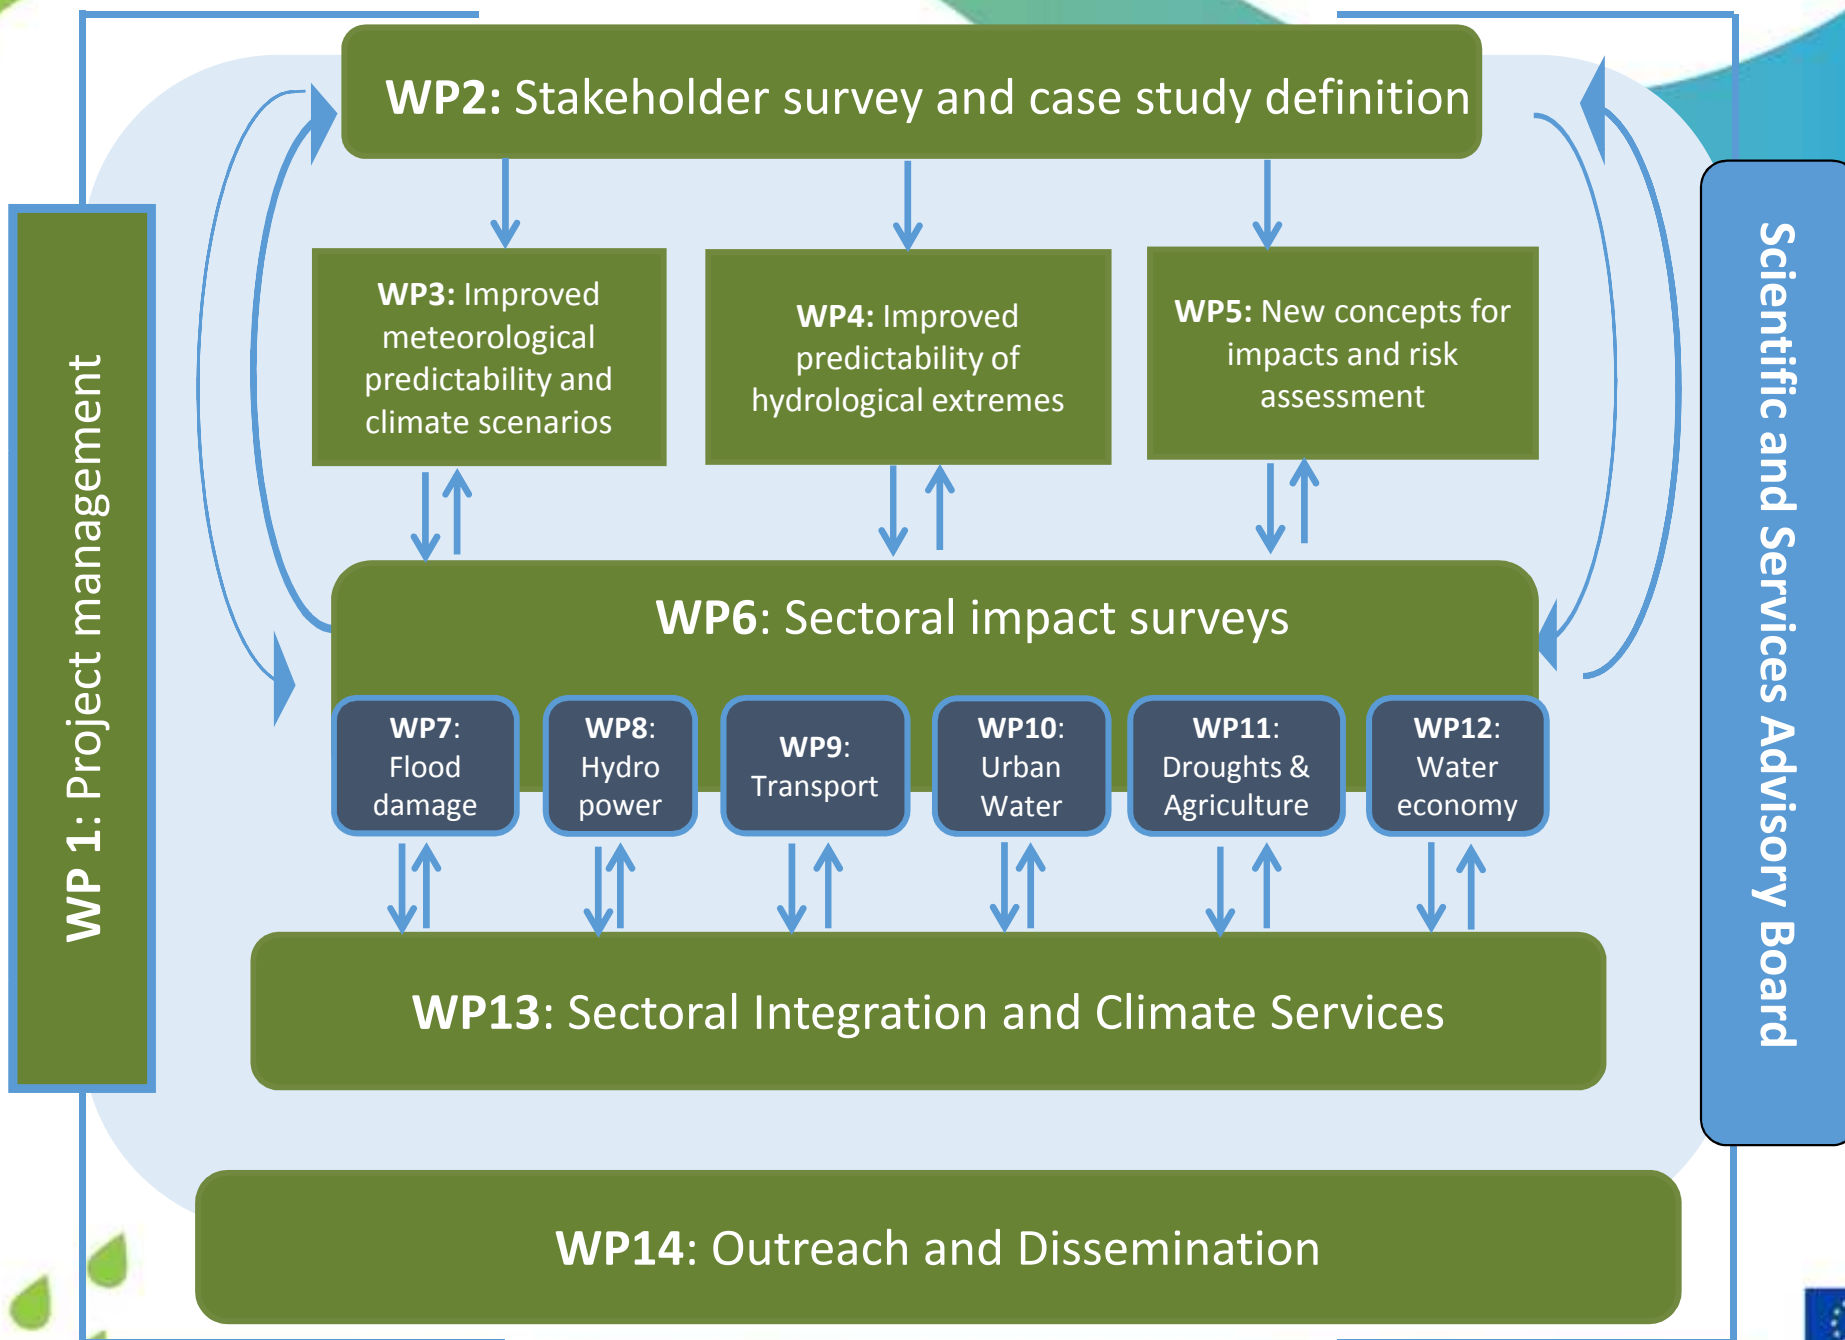 WP2: Stakeholder survey and case study definition
WP 1: Project management
Scientific and Services Advisory Board
WP3: Improved
meteorological
predictability and
climate scenarios
WP4: Improved
predictability of
hydrological extremes
WP5: New concepts for
impacts and risk
assessment
WP6: Sectoral impact surveys
WP7:
Flood
damage
WP8:
Hydro
power
WP9:
Transport
WP10:
Urban
Water
WP11:
Droughts &
Agriculture
WP12:
Water
economy
WP13: Sectoral Integration and Climate Services
WP14: Outreach and Dissemination